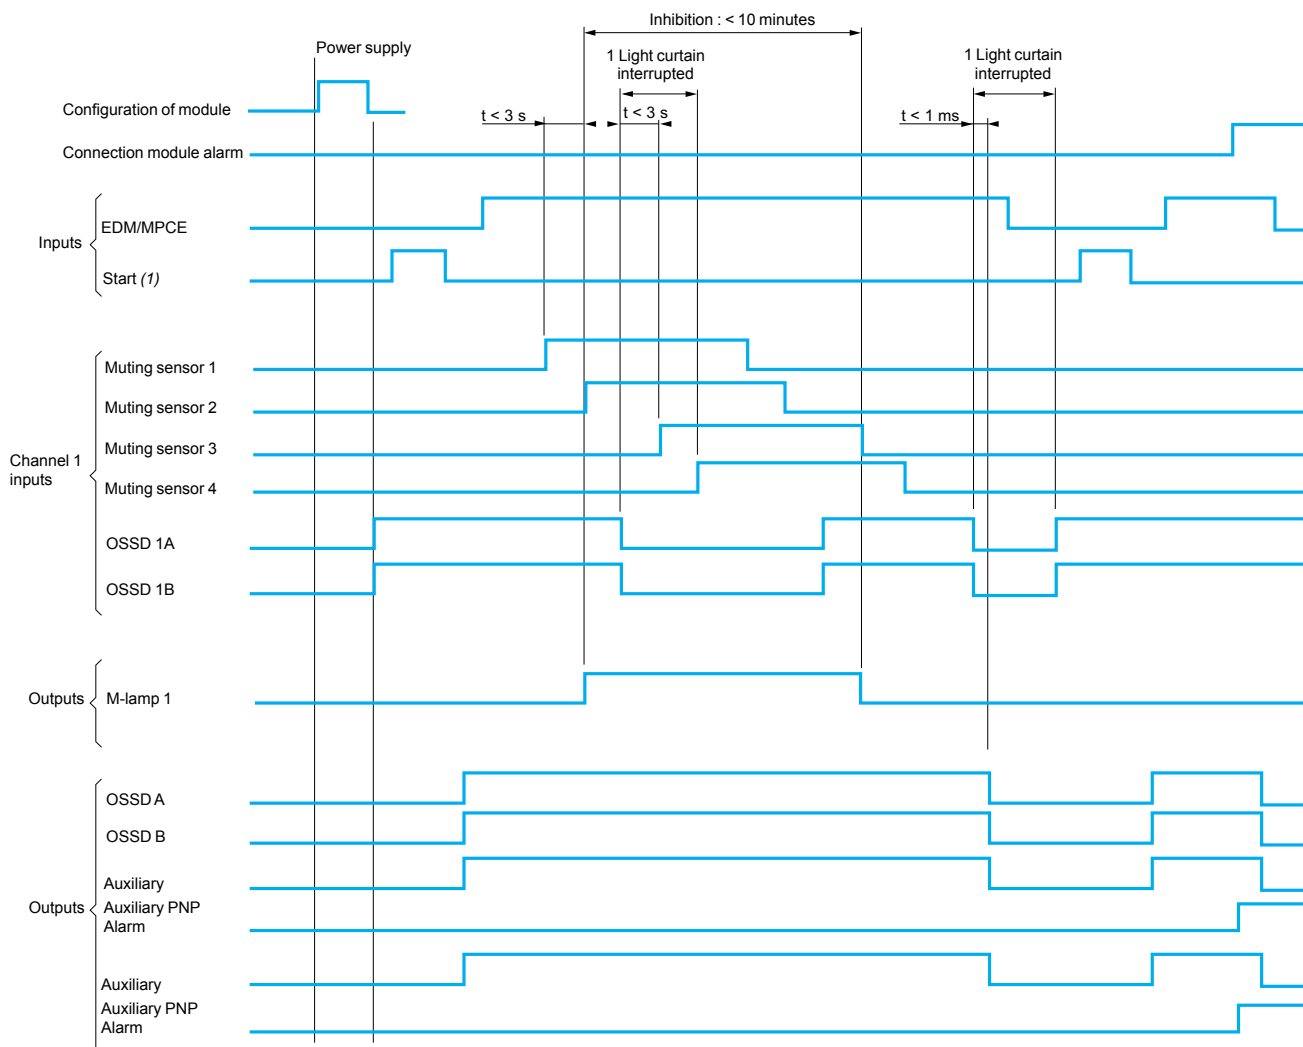 Inhibition : < 10 minutes
Power supply
1 Light curtain
interrupted
1 Light curtain
interrupted
Configuration of module
t < 3 s
t < 3 s
t < 1 ms
Connection module alarm
Inputs
EDM/MPCE
Start (1)
Channel 1
inputs
Muting sensor 1
Muting sensor 2
Muting sensor 3
Muting sensor 4
OSSD 1A
OSSD 1B
Outputs
M-lamp 1
Outputs
OSSD A
OSSD B
Auxiliary
Auxiliary PNP
Alarm
Auxiliary
Auxiliary PNP
Alarm